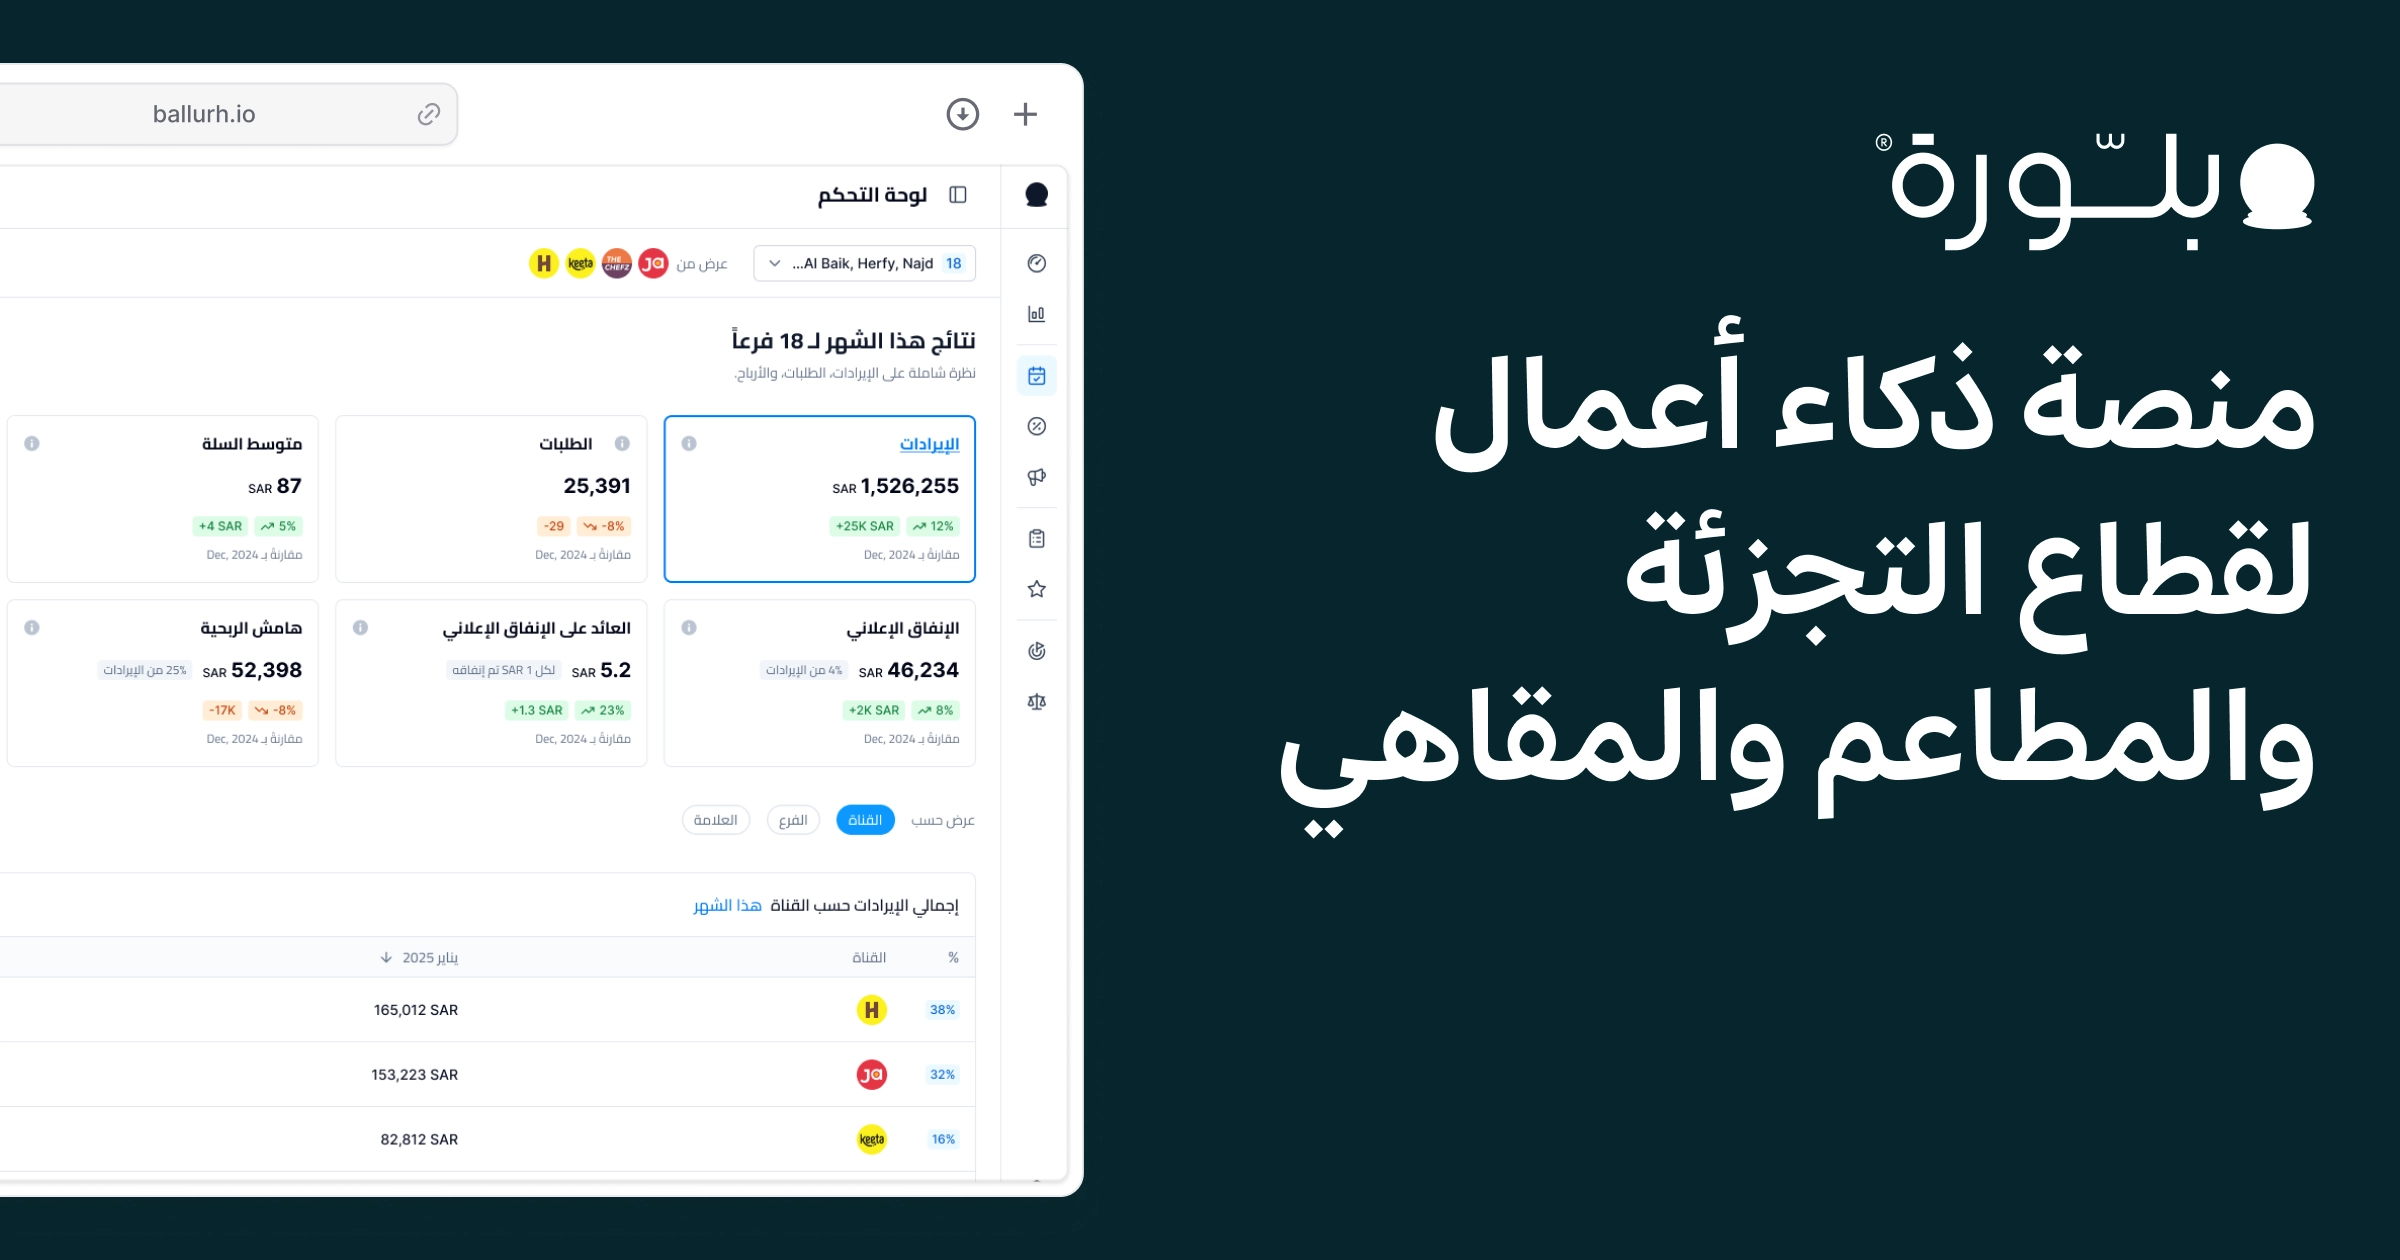 بلّورة®
منصة ذكاء أعمال
لقطاع التجزئة
والمطاعم والمقاهي
ballurh.io
لوحة التحكم
18 Al Baik, Herfy, Najd...
عرض من ja THE CHEFZ keeta H
نتائج هذا الشهر لـ 18 فرعاً
نظرة شاملة على الإيرادات، الطلبات، والأرباح.
الإيرادات
SAR 1,526,255
+25K SAR 12%
مقارنةً بـ Dec, 2024
الطلبات
25,391
-29 -8%
مقارنةً بـ Dec, 2024
متوسط السلة
SAR 87
+4 SAR 5%
مقارنةً بـ Dec, 2024
الإنفاق الإعلاني
SAR 46,234
4% من الإيرادات
+2K SAR 8%
مقارنةً بـ Dec, 2024
العائد على الإنفاق الإعلاني
SAR 5.2
لكل 1 SAR تم إنفاقه
+1.3 SAR 23%
مقارنةً بـ Dec, 2024
هامش الربحية
SAR 52,398
25% من الإيرادات
-17K -8%
مقارنةً بـ Dec, 2024
عرض حسب القناة الفرع العلامة
إجمالي الإيرادات حسب القناة هذا الشهر
% القناة يناير 2025
38% H 165,012 SAR
32% ja 153,223 SAR
16% keeta 82,812 SAR